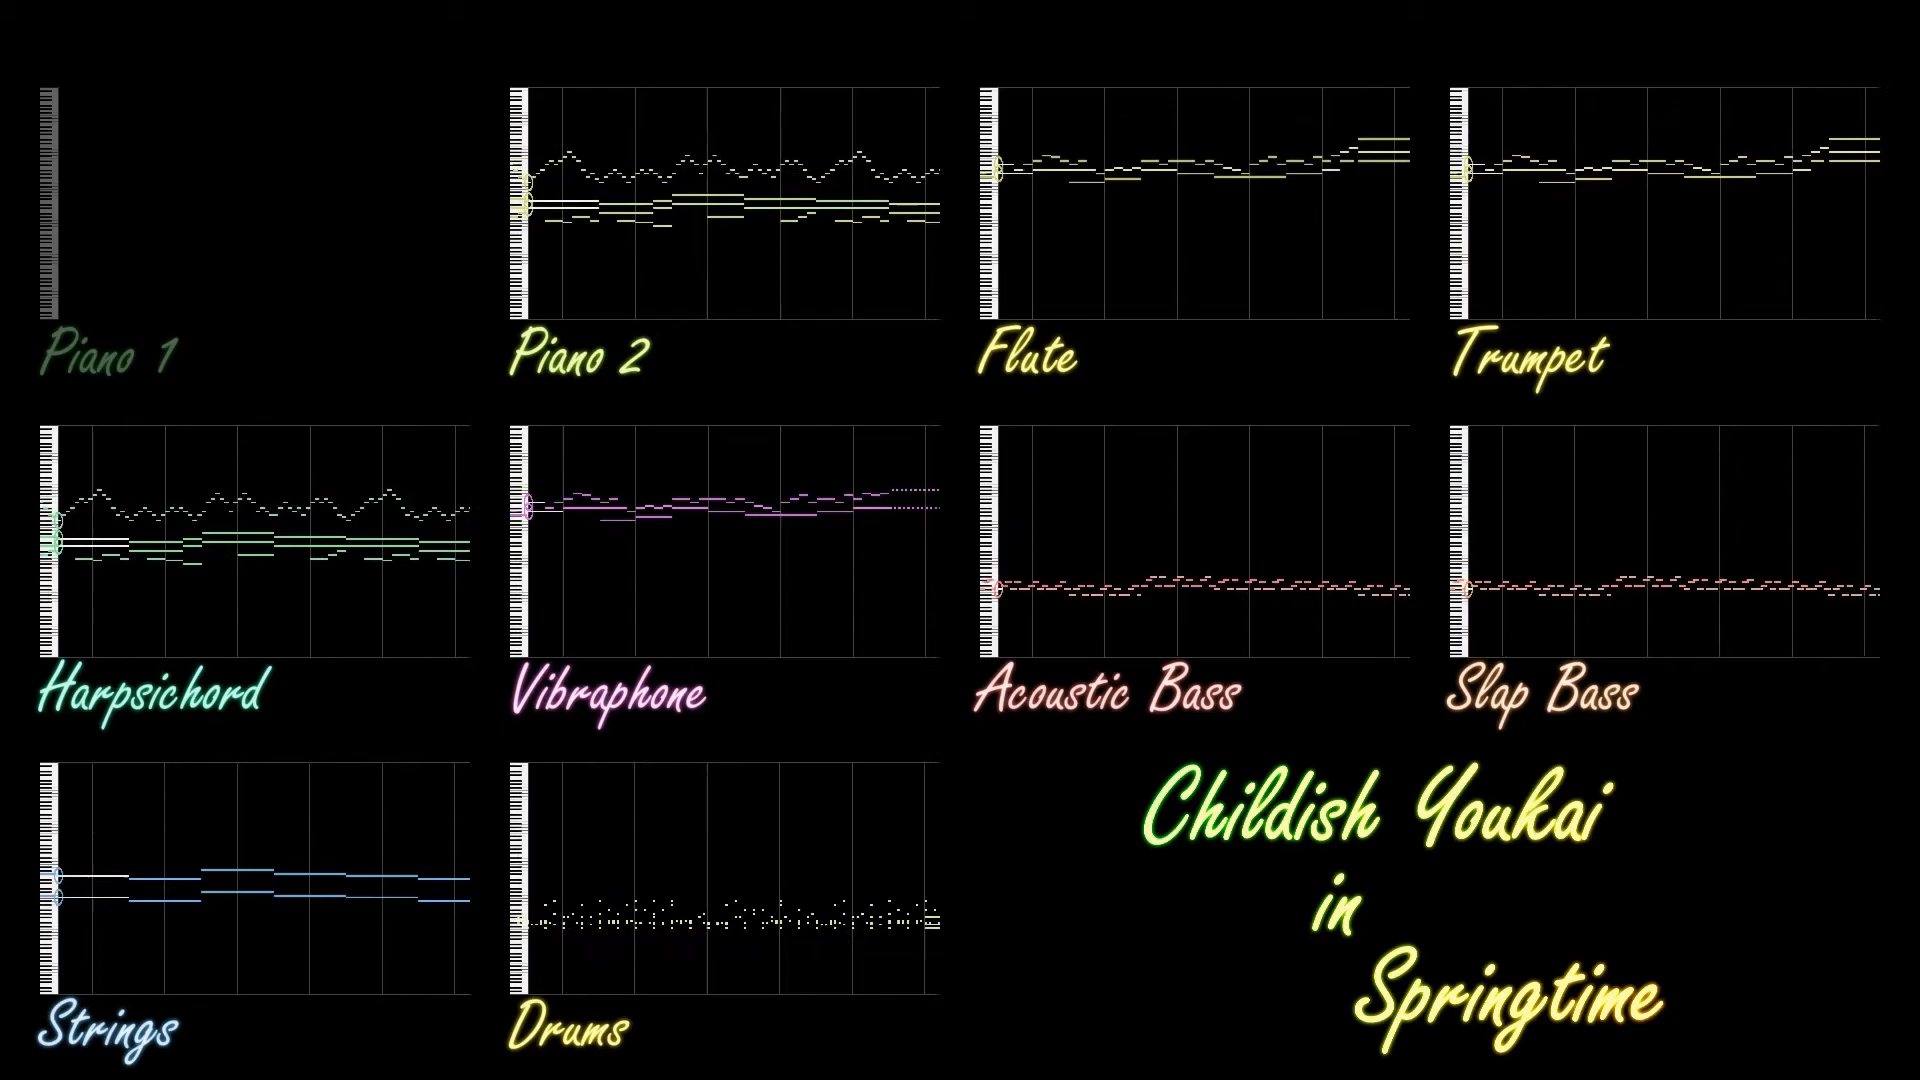 Piano 1
Piano 2
Flute
Trumpet
Harpsichord
Vibraphone
Acoustic Bass
Slap Bass
Strings
Drums
Childish Youkai
in
Springtime